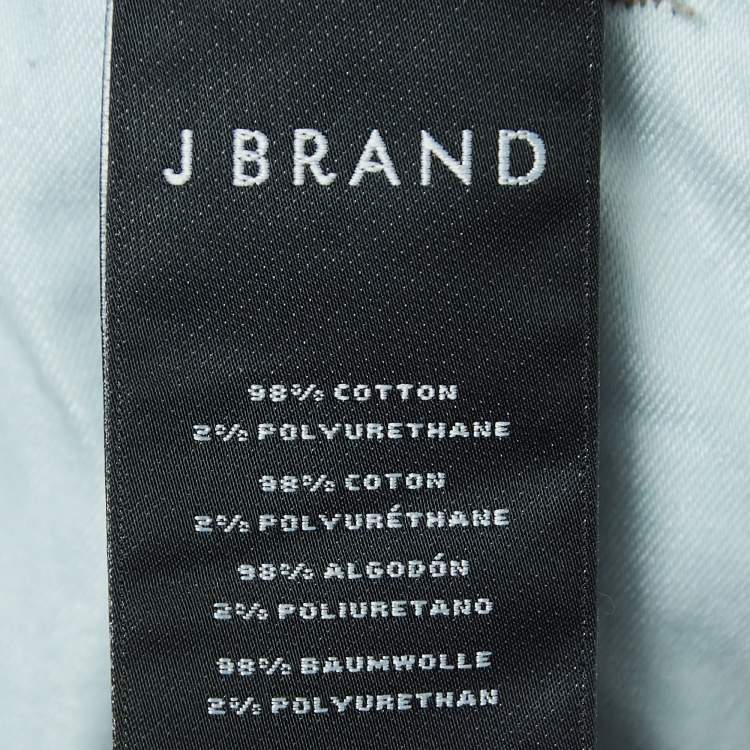 J BRAND
98% COTTON
2% POLYURETHANE
98% COTON
2% POLYURÉTHANE
98% ALGODÓN
2% POLIURETANO
98% BAUMWOLLE
2% POLYURETHAN